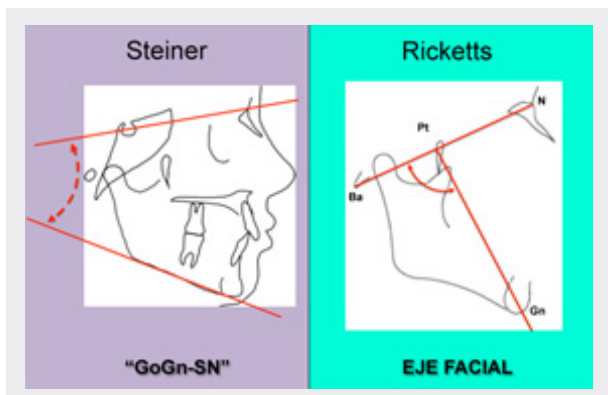 Steiner
Ricketts
N
Pt
Ba
Gn
“GoGn-SN”
EJE FACIAL